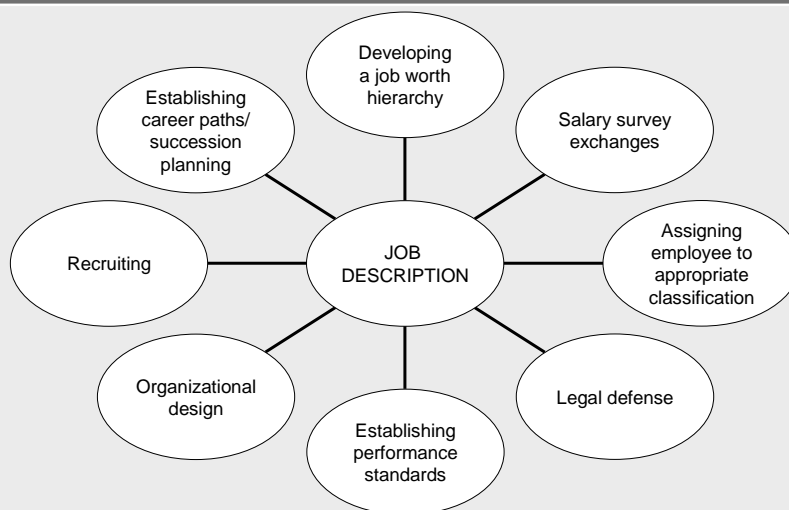 Developing
a job worth
hierarchy
Establishing
career paths/
succession
planning
Salary survey
exchanges
Recruiting
JOB
DESCRIPTION
Assigning
employee to
appropriate
classification
Organizational
design
Legal defense
Establishing
performance
standards